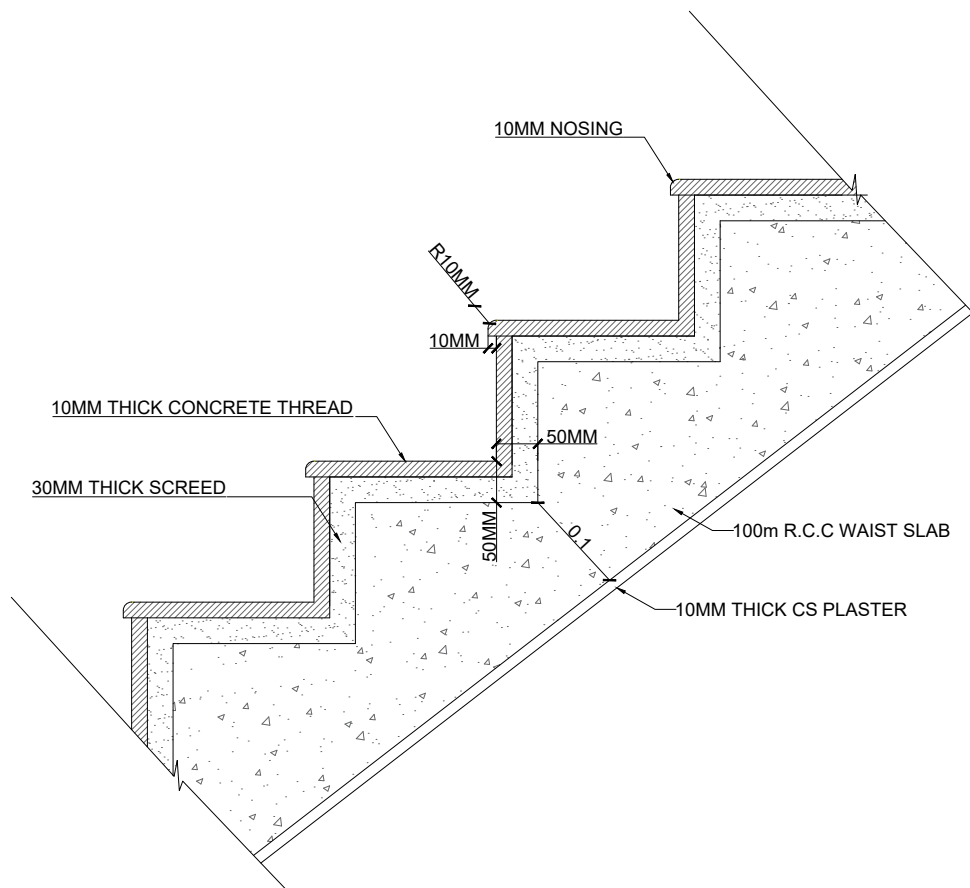 10MM NOSING
R10MM
10MM
10MM THICK CONCRETE THREAD
50MM
30MM THICK SCREED
50MM
0.1
100m R.C.C WAIST SLAB
10MM THICK CS PLASTER